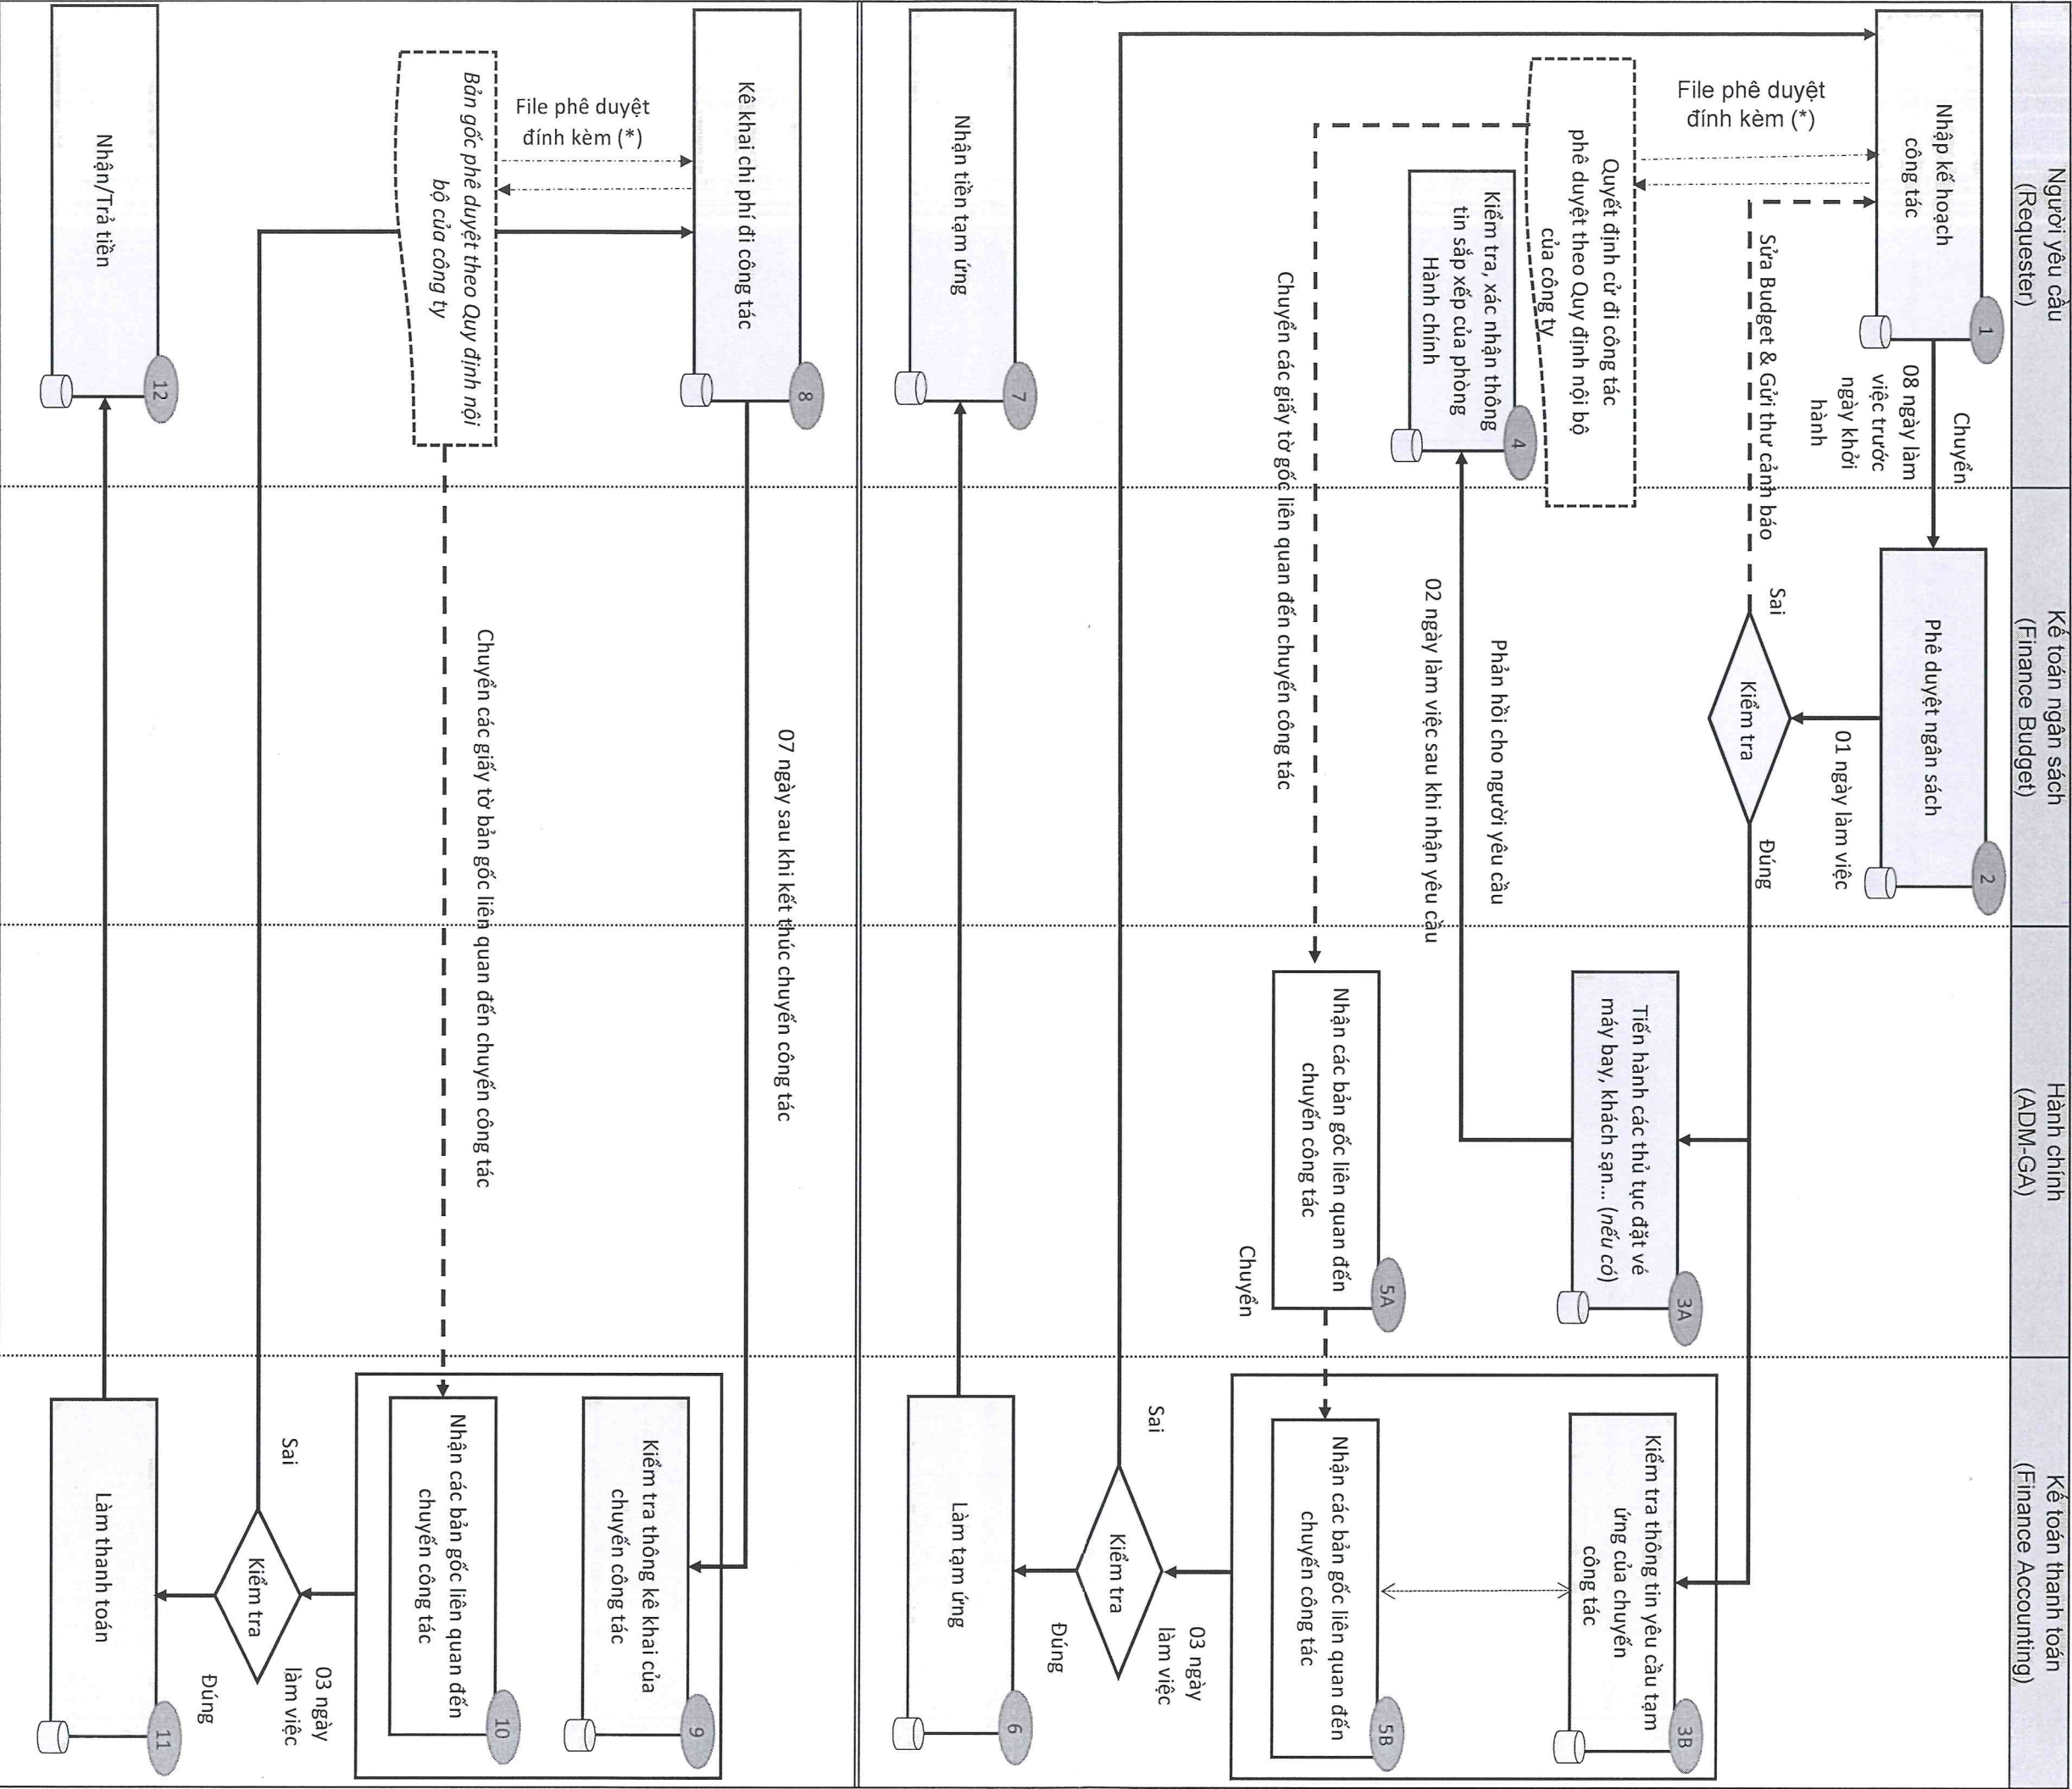 Người yêu cầu
(Requester)
Kế toán ngân sách
(Finance Budget)
Hành chính
(ADM-GA)
Kế toán thanh toán
(Finance Accounting)
Nhập kế hoạch
công tác
1
Chuyển
08 ngày làm
việc trước
ngày khởi
hành
Phê duyệt ngân sách
2
File phê duyệt
đính kèm (*)
01 ngày làm việc
Sửa Budget & Gửi thư cảnh báo
Sai
Kiểm tra
Đúng
Quyết định cử đi công tác
phê duyệt theo Quy định nội bộ
của công ty
Tiến hành các thủ tục đặt vé
máy bay, khách sạn... (nếu có)
3A
Kiểm tra thông tin yêu cầu tạm
ứng của chuyến
công tác
3B
Kiểm tra, xác nhận thông
tin sắp xếp của phòng
Hành chính
4
Phản hồi cho người yêu cầu
02 ngày làm việc sau khi nhận yêu cầu
Chuyển các giấy tờ gốc liên quan đến chuyến công tác
Nhận các bản gốc liên quan đến
chuyến công tác
5A
Chuyển
Nhận các bản gốc liên quan đến
chuyến công tác
5B
03 ngày
làm việc
Sai
Kiểm tra
Đúng
Nhận tiền tạm ứng
7
Làm tạm ứng
6
Kê khai chi phí đi công tác
8
07 ngày sau khi kết thúc chuyến công tác
File phê duyệt
đính kèm (*)
Kiểm tra thông kê khai của
chuyến công tác
9
Bản gốc phê duyệt theo Quy định nội
bộ của công ty
Chuyển các giấy tờ bản gốc liên quan đến chuyến công tác
Nhận các bản gốc liên quan đến
chuyến công tác
10
03 ngày
làm việc
Sai
Kiểm tra
Đúng
Nhận/Trả tiền
12
Làm thanh toán
11